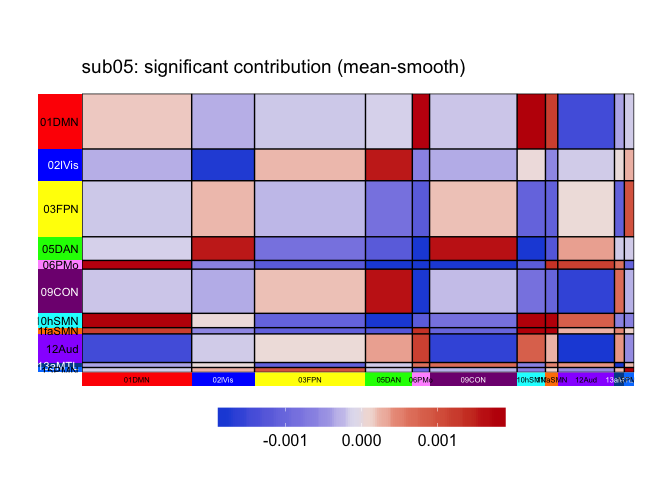 sub05: significant contribution (mean-smooth)
01DMN
02lVis
03FPN
05DAN
06PMo
09CON
10hSMN
11faSMN
12Aud
13aMTL
01DMN 02lVis 03FPN 05DAN 06PMo 09CON 10hSMN 12Aud
-0.001 0.000 0.001